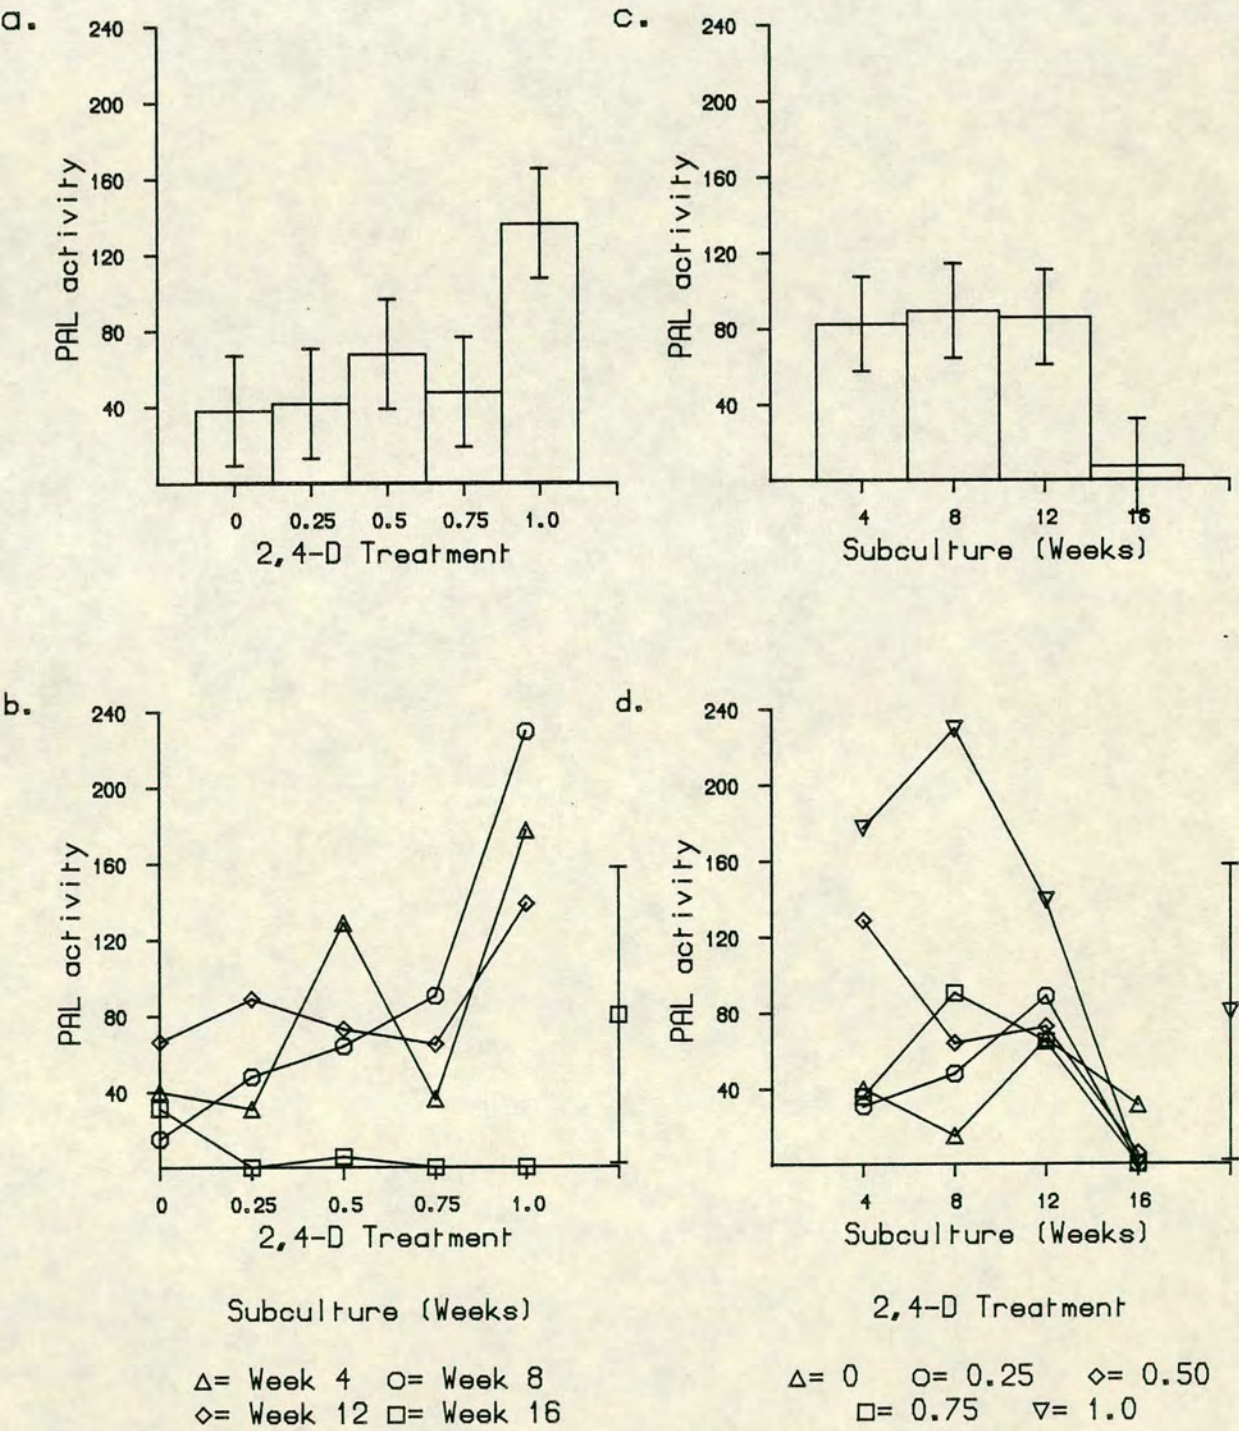 a.
240
200
160
120
80
40
PAL activity
0 0.25 0.5 0.75 1.0
2,4-D Treatment
c.
240
200
160
120
80
40
PAL activity
4 8 12 16
Subculture (Weeks)
b.
240
200
160
120
80
40
PAL activity
0 0.25 0.5 0.75 1.0
2,4-D Treatment
Subculture (Weeks)
△= Week 4 ○= Week 8
◇= Week 12 □= Week 16
d.
240
200
160
120
80
40
PAL activity
4 8 12 16
Subculture (Weeks)
2,4-D Treatment
△= 0 ○= 0.25 ◇= 0.50
□= 0.75 ▽= 1.0